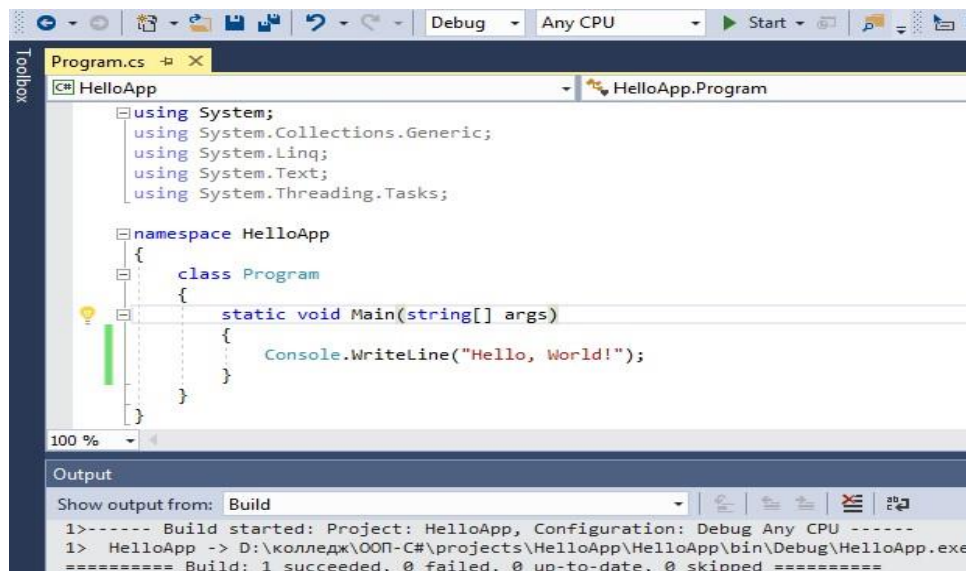 Debug Any CPU Start
Toolbox
Program.cs
C# HelloApp HelloApp.Program
using System;
using System.Collections.Generic;
using System.Linq;
using System.Text;
using System.Threading.Tasks;
namespace HelloApp
{
class Program
{
static void Main(string[] args)
{
Console.WriteLine("Hello, World!");
}
}
}
100 %
Output
Show output from: Build
1>------ Build started: Project: HelloApp, Configuration: Debug Any CPU ------
1> HelloApp -> D:\колледж\ООП-C#\projects\HelloApp\HelloApp\bin\Debug\HelloApp.exe
========== Build: 1 succeeded, 0 failed, 0 up-to-date, 0 skipped ==========